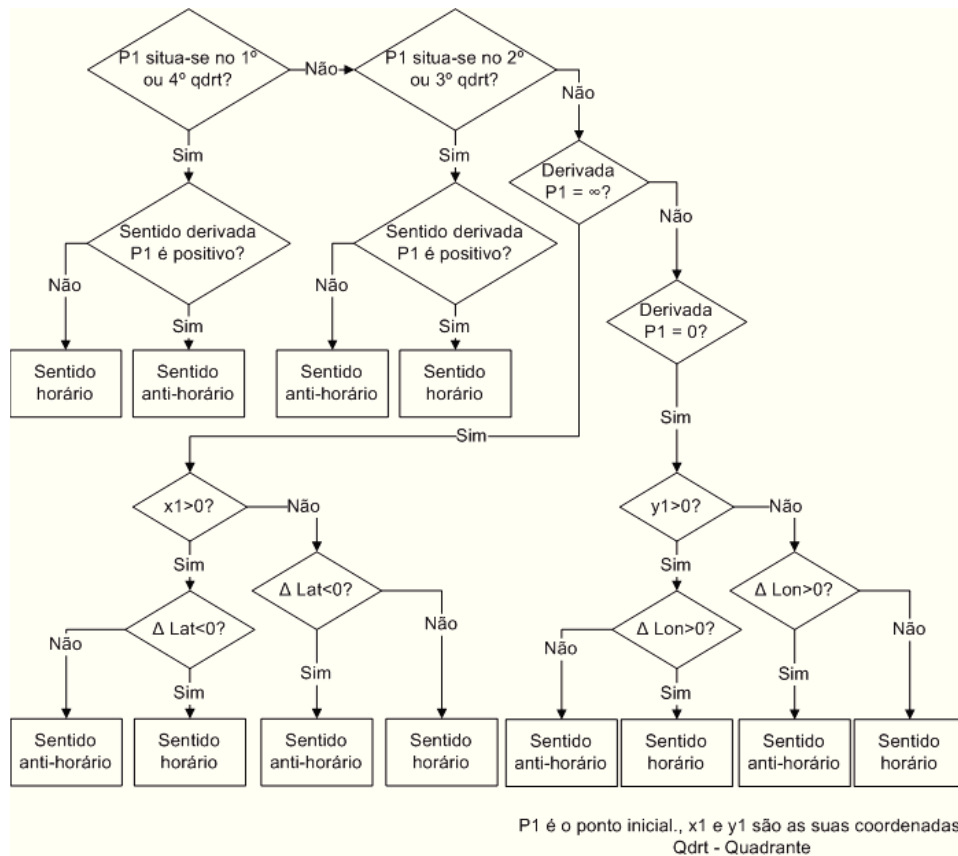 P1 situa-se no 1º
ou 4º qdrt?
Não
P1 situa-se no 2º
ou 3º qdrt?
Não
Sim
Sim
Derivada
P1 = ∞?
Não
Sentido derivada
P1 é positivo?
Sentido derivada
P1 é positivo?
Não
Sim
Não
Sim
Derivada
P1 = 0?
Sentido
horário
Sentido
anti-horário
Sentido
anti-horário
Sentido
horário
Sim
Sim
x1>0?
Não
y1>0?
Não
Sim
Sim
Δ Lat<0?
Δ Lat<0?
Δ Lon>0?
Δ Lon>0?
Não
Sim
Sim
Não
Não
Sim
Sim
Não
Sentido
anti-horário
Sentido
horário
Sentido
anti-horário
Sentido
horário
Sentido
anti-horário
Sentido
horário
Sentido
anti-horário
Sentido
horário
P1 é o ponto inicial., x1 e y1 são as suas coordenadas
Qdrt - Quadrante